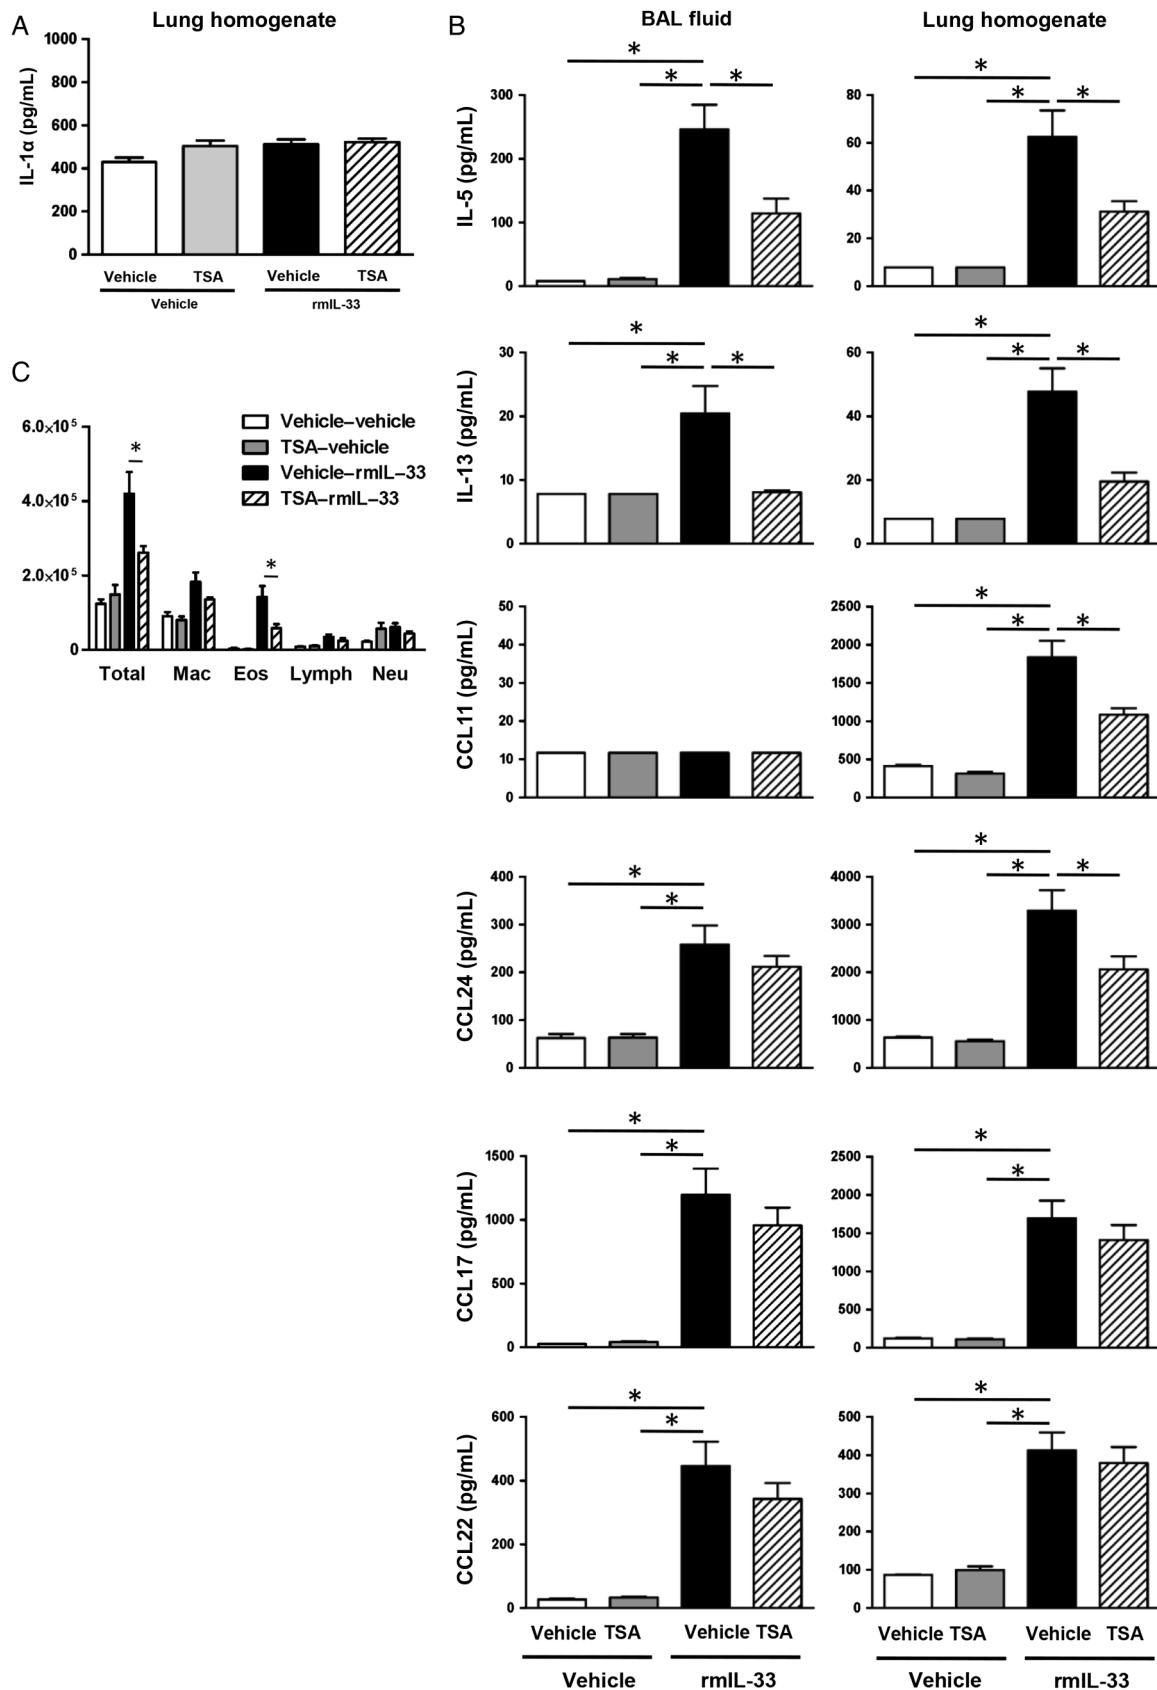 A
Lung homogenate
IL-1α (pg/mL)
1000
800
600
400
200
0
Vehicle TSA Vehicle TSA
Vehicle rmIL-33
B
BAL fluid Lung homogenate
IL-5 (pg/mL)
* * *
300
200
100
0
* * *
80
60
40
20
0
IL-13 (pg/mL)
* * *
30
20
10
0
* * *
60
40
20
0
CCL11 (pg/mL)
50
40
30
20
10
0
* * *
2500
2000
1500
1000
500
0
CCL24 (pg/mL)
* *
400
300
200
100
0
* * *
4000
3000
2000
1000
0
CCL17 (pg/mL)
* *
1500
1000
500
0
* *
2500
2000
1500
1000
500
0
CCL22 (pg/mL)
* *
600
400
200
0
* *
500
400
300
200
100
0
Vehicle TSA Vehicle TSA Vehicle TSA Vehicle TSA
Vehicle rmIL-33 Vehicle rmIL-33
C
6.0×10⁵
4.0×10⁵
2.0×10⁵
0
* *
Vehicle–vehicle
TSA–vehicle
Vehicle–rmIL–33
TSA–rmIL–33
Total Mac Eos Lymph Neu